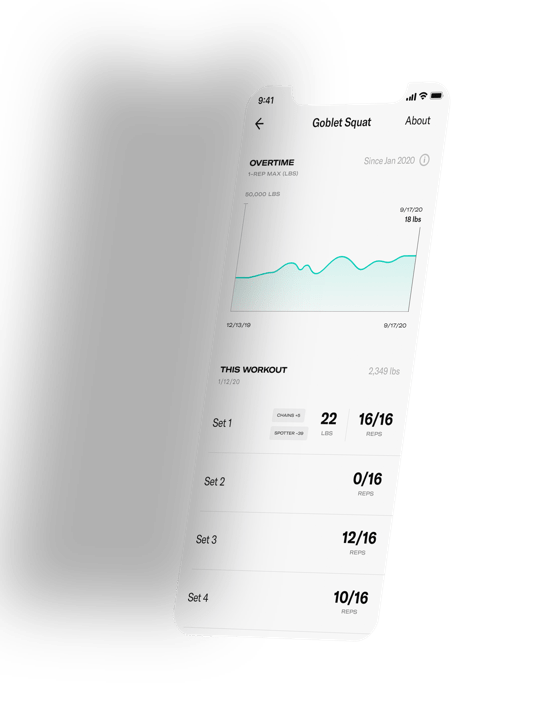 9:41
Goblet Squat
About
OVERTIME
Since Jan 2020
1-REP MAX (LBS)
80,000 LBS
9/17/20
18 lbs
12/13/19
9/17/20
THIS WORKOUT
2,349 lbs
1/12/20
Set 1
CHAINS +5
SPOTTER -28
22
LBS
16/16
REPS
Set 2
0/16
REPS
Set 3
12/16
REPS
Set 4
10/16
REPS